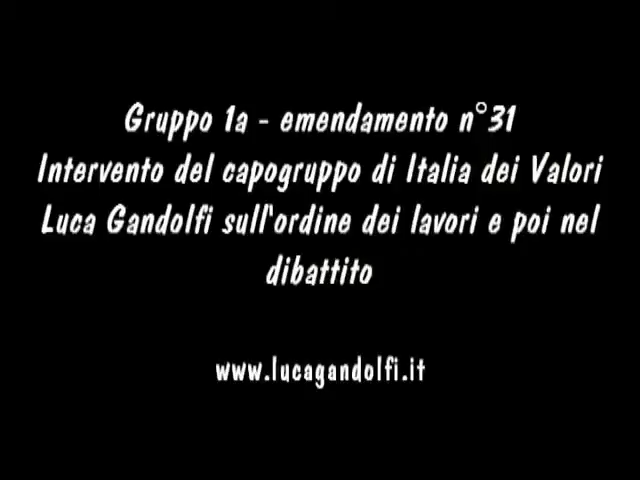 Gruppo 1a - emendamento n°31
Intervento del capogruppo di Italia dei Valori
Luca Gandolfi sull'ordine dei lavori e poi nel
dibattito
www.lucagandolfi.it